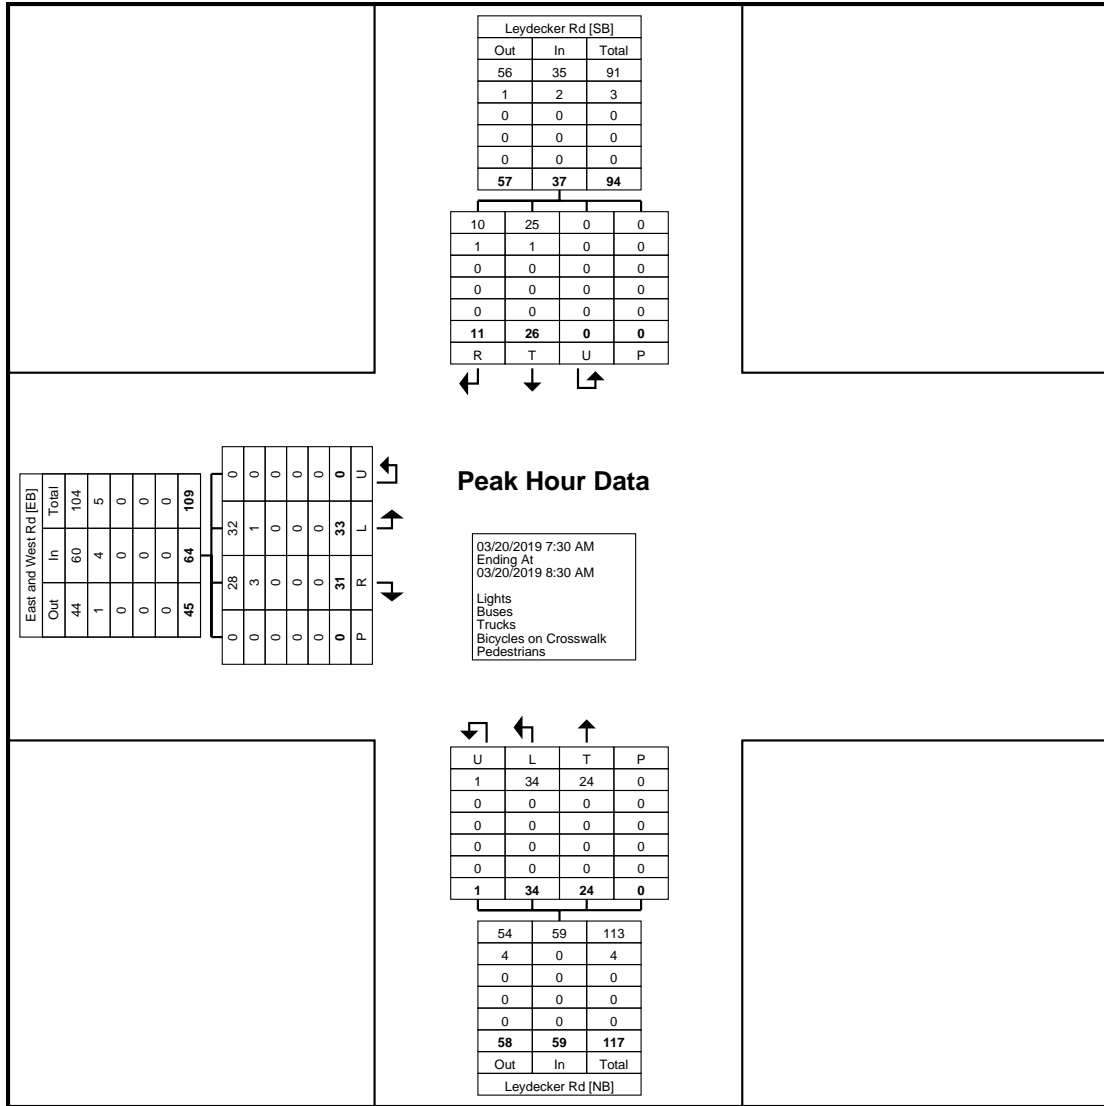 Leydecker Rd [SB]
Out In Total
56 35 91
1 2 3
0 0 0
0 0 0
0 0 0
57 37 94
10 25 0 0
1 1 0 0
0 0 0 0
0 0 0 0
0 0 0 0
11 26 0 0
R T U P
East and West Rd [EB]
Out In Total
44 60 104
1 4 5
0 0 0
0 0 0
0 0 0
45 64 109
0 28 32 0
0 3 1 0
0 0 0 0
0 0 0 0
0 0 0 0
0 31 33 0
P R L U
Peak Hour Data
03/20/2019 7:30 AM
Ending At
03/20/2019 8:30 AM
Lights
Buses
Trucks
Bicycles on Crosswalk
Pedestrians
U L T P
1 34 24 0
0 0 0 0
0 0 0 0
0 0 0 0
0 0 0 0
1 34 24 0
54 59 113
4 0 4
0 0 0
0 0 0
0 0 0
58 59 117
Out In Total
Leydecker Rd [NB]